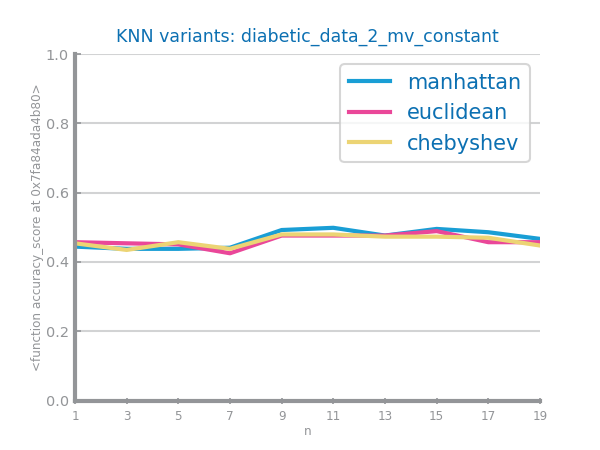 KNN variants: diabetic_data_2_mv_constant
1.0
0.8
0.6
0.4
0.2
0.0
<function accuracy_score at 0x7fa84ada4b80>
manhattan
euclidean
chebyshev
1 3 5 7 9 11 13 15 17 19
n